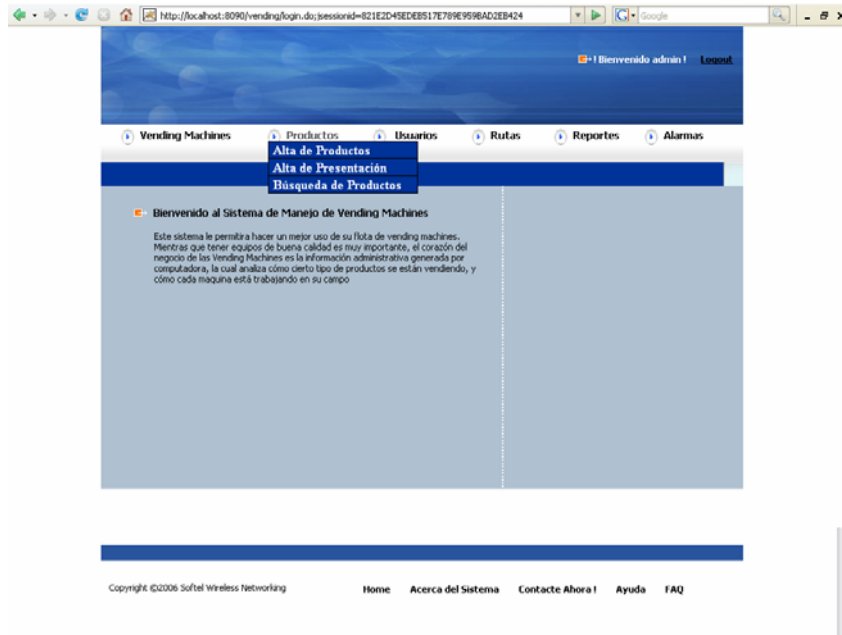 http://localhost:8090/vending/login.do;jsessionid=821E2D45EDEB517E789E959BAD2EB424
Google
! Bienvenido admin ! Logout
Vending Machines Productos Usuarios Rutas Reportes Alarmas
Alta de Productos
Alta de Presentación
Búsqueda de Productos
Bienvenido al Sistema de Manejo de Vending Machines
Este sistema le permitira hacer un mejor uso de su flota de vending machines.
Mentras que tener equipos de buena calidad es muy importante, el corazón del
negocio de las Vending Machines es la información administrativa generada por
computadora, la cual analiza cómo cierto tipo de productos se están vendiendo, y
cómo cada maquina está trabajando en su campo
Copyright ©2006 Softel Wireless Networking
Home Acerca del Sistema Contacte Ahora ! Ayuda FAQ